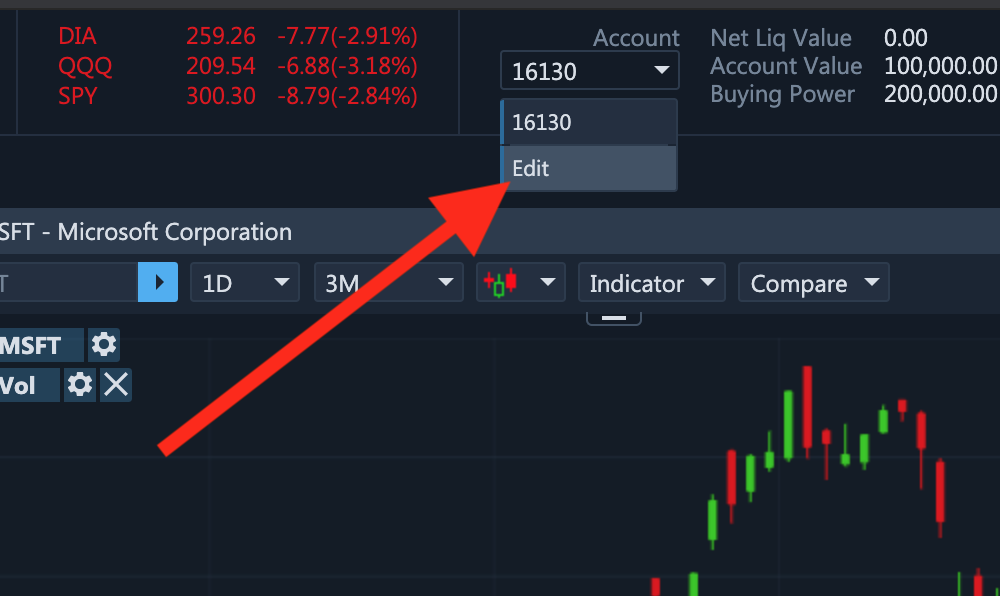 DIA 259.26 -7.77(-2.91%)
QQQ 209.54 -6.88(-3.18%)
SPY 300.30 -8.79(-2.84%)
Account
16130
16130
Edit
Net Liq Value 0.00
Account Value 100,000.00
Buying Power 200,000.00
SFT - Microsoft Corporation
T 1D 3M Indicator Compare
MSFT
Vol